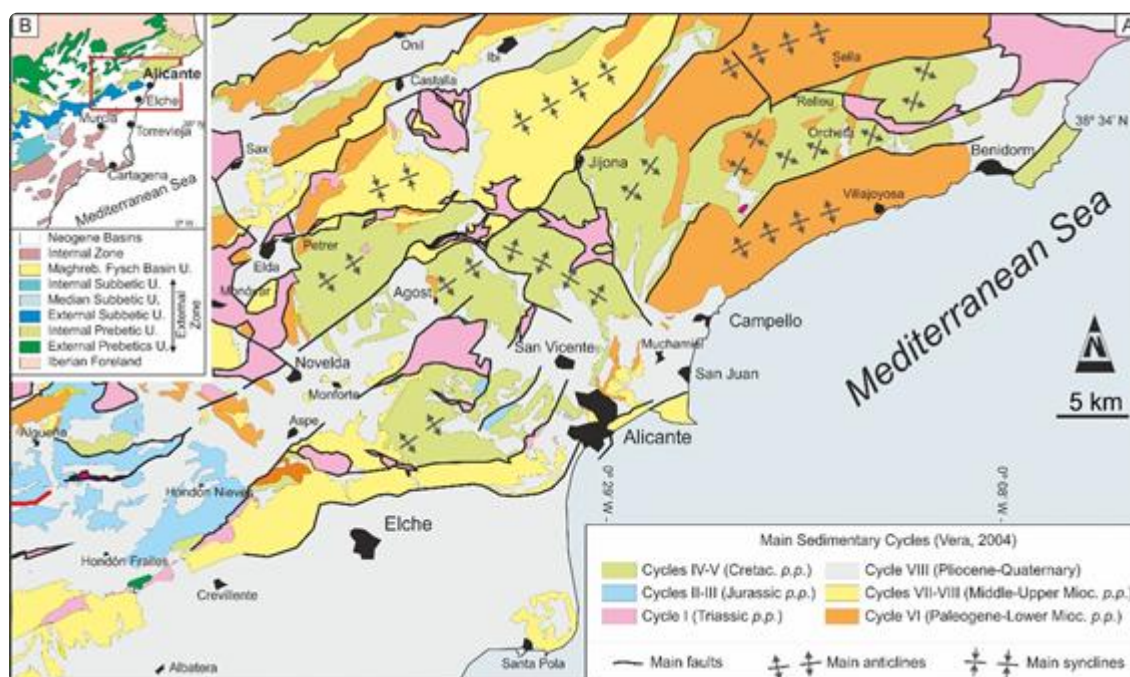 B
A
Alicante
Elche
Murcia
Torrevieja
Cartagena
Mediterranean Sea
0° W
Neogene Basins
Internal Zone
Maghreb. Fysch Basin U.
Internal Subbetic U.
Median Subbetic U.
External Subbetic U.
Internal Prebetic U.
External Prebetics U.
Iberian Foreland
External Zone
Onil
Ibi
Castalla
Sax
Sella
Relleu
Orcheta
38° 34' N
Benidorm
Jijona
Villajoyosa
Petrer
Elda
Monóvar
Agost
Campello
Mediterranean Sea
N
5 km
Novelda
San Vicente
Muchamiel
San Juan
Monforte
Aspe
Algueña
Alicante
Hondón Nieves
Elche
0° 29' W
0° 08' W
Hondón Frailes
Crevillente
Albatera
Santa Pola
Main Sedimentary Cycles (Vera, 2004)
Cycles IV-V (Cretac. p.p.)
Cycle VIII (Pliocene-Quaternary)
Cycles II-III (Jurassic p.p.)
Cycles VII-VIII (Middle-Upper Mioc. p.p.)
Cycle I (Triassic p.p.)
Cycle VI (Paleogene-Lower Mioc. p.p.)
Main faults
Main anticlines
Main synclines